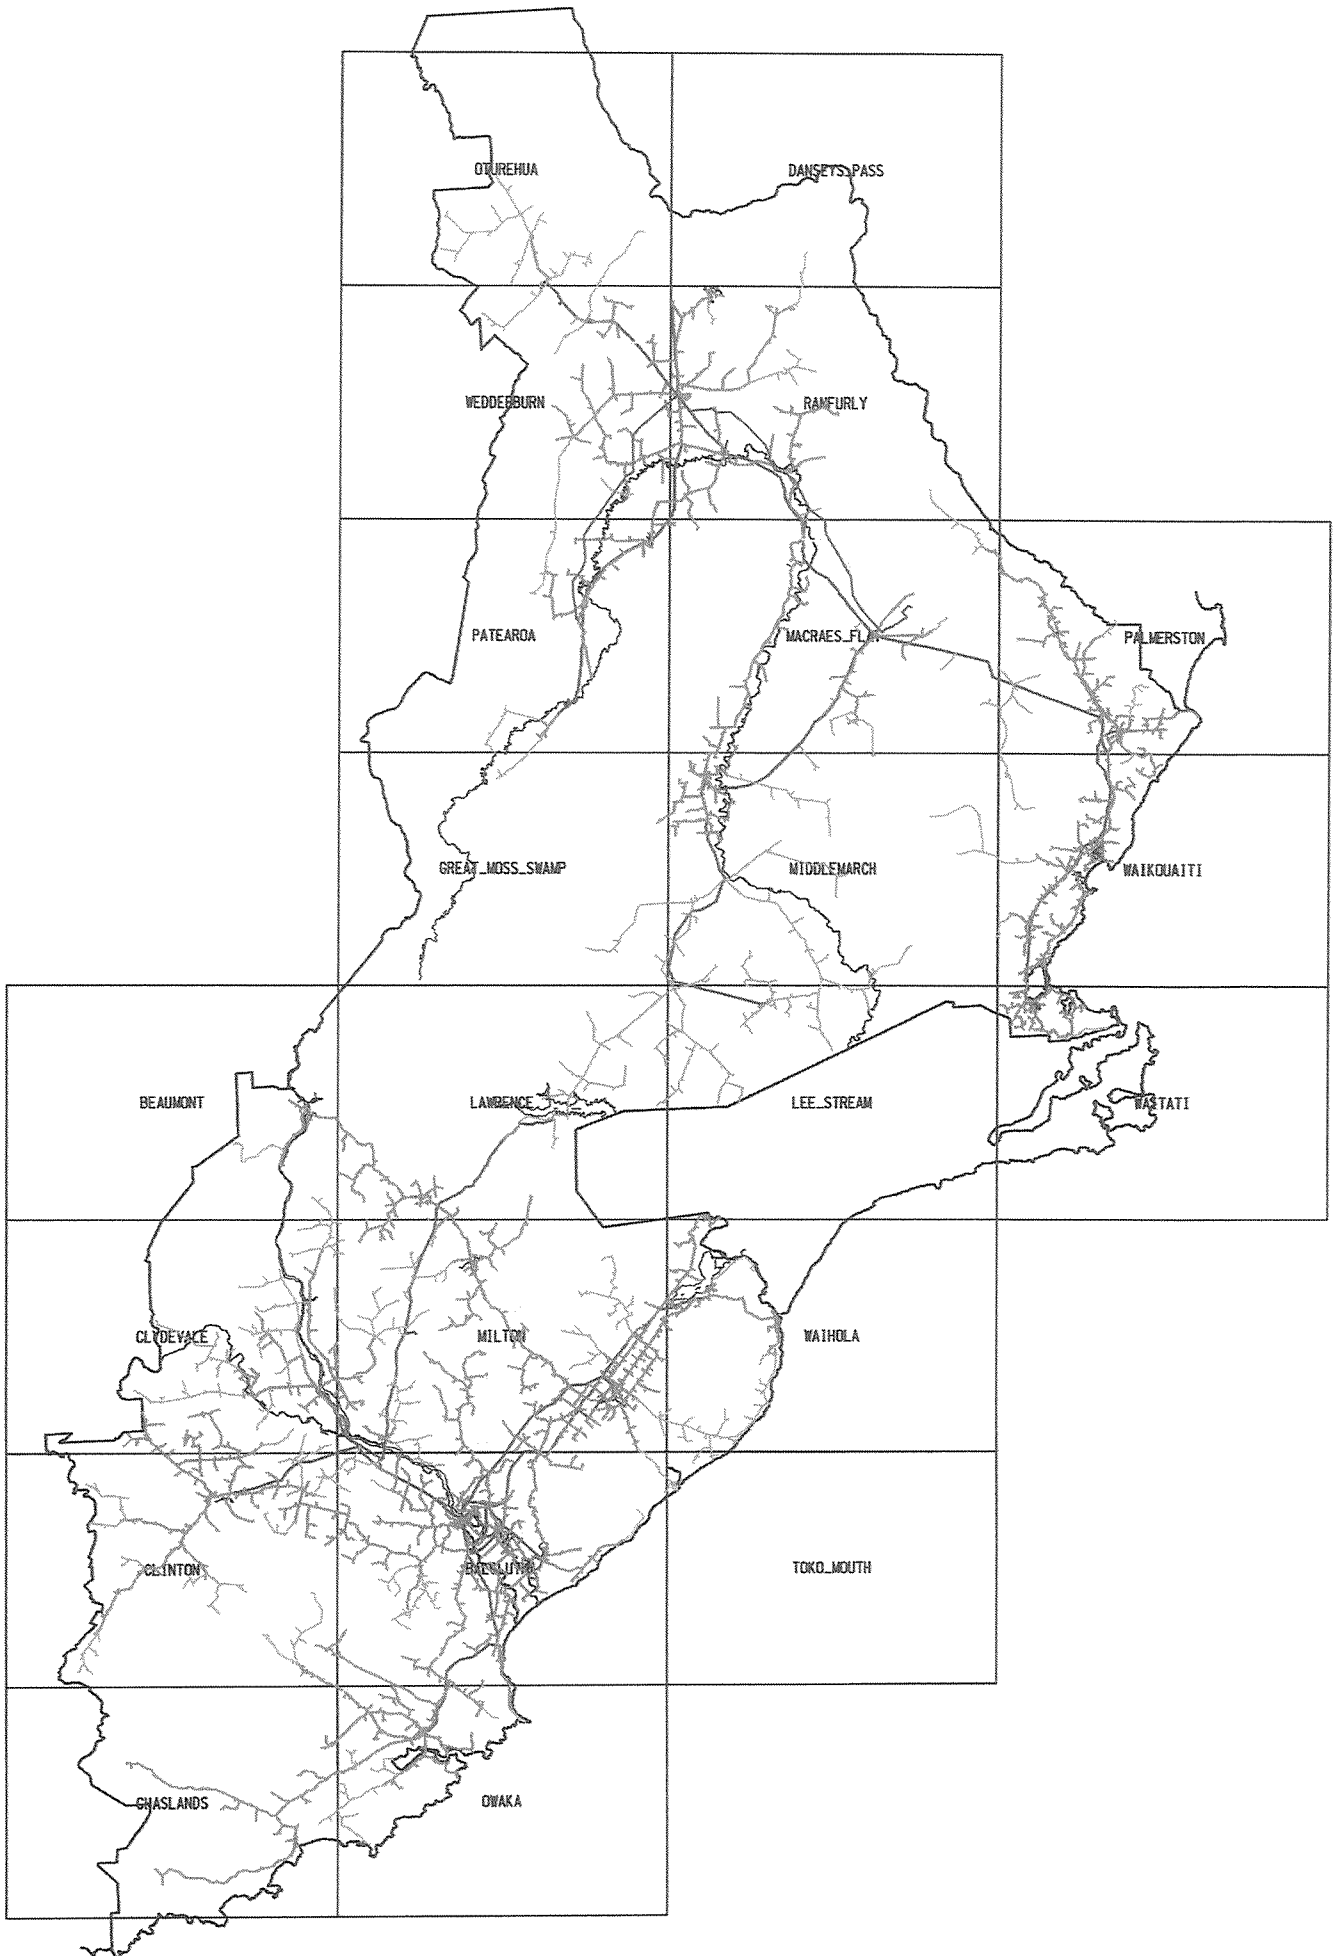 OTUREHUA
DANSEYS_PASS
WEDDERBURN
RANFURLY
PATEAROA
MACRAES_FLAT
PALMERSTON
GREAT_MOSS_SWAMP
MIDDLEMARCH
WAIKOUAITI
BEAUMONT
LAWRENCE
LEE_STREAM
WAITATI
CLYDEVALE
MILTON
WAIHOLA
CLINTON
BALCLUTHA
TOKO_MOUTH
CHASLANDS
OWAKA